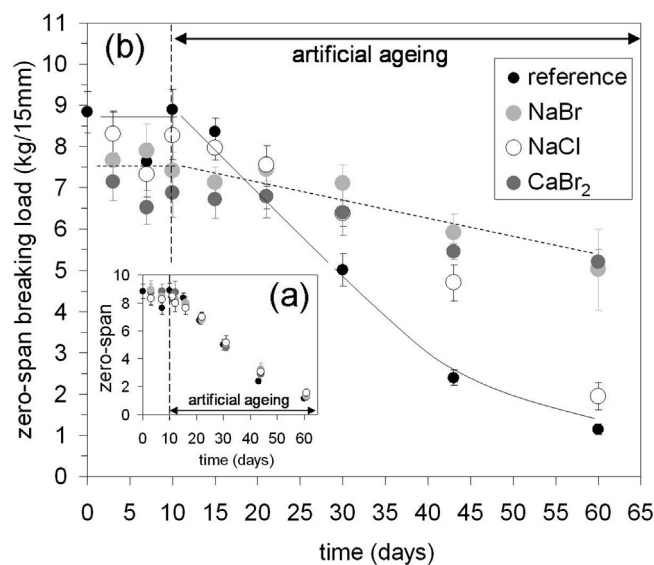 11
10
9
8
7
6
5
4
3
2
1
0
zero-span breaking load (kg/15mm)
(b)
artificial ageing
reference
NaBr
NaCl
CaBr₂
10
8
6
4
2
0
zero-span
(a)
artificial ageing
0 10 20 30 40 50 60
time (days)
0 5 10 15 20 25 30 35 40 45 50 55 60 65
time (days)